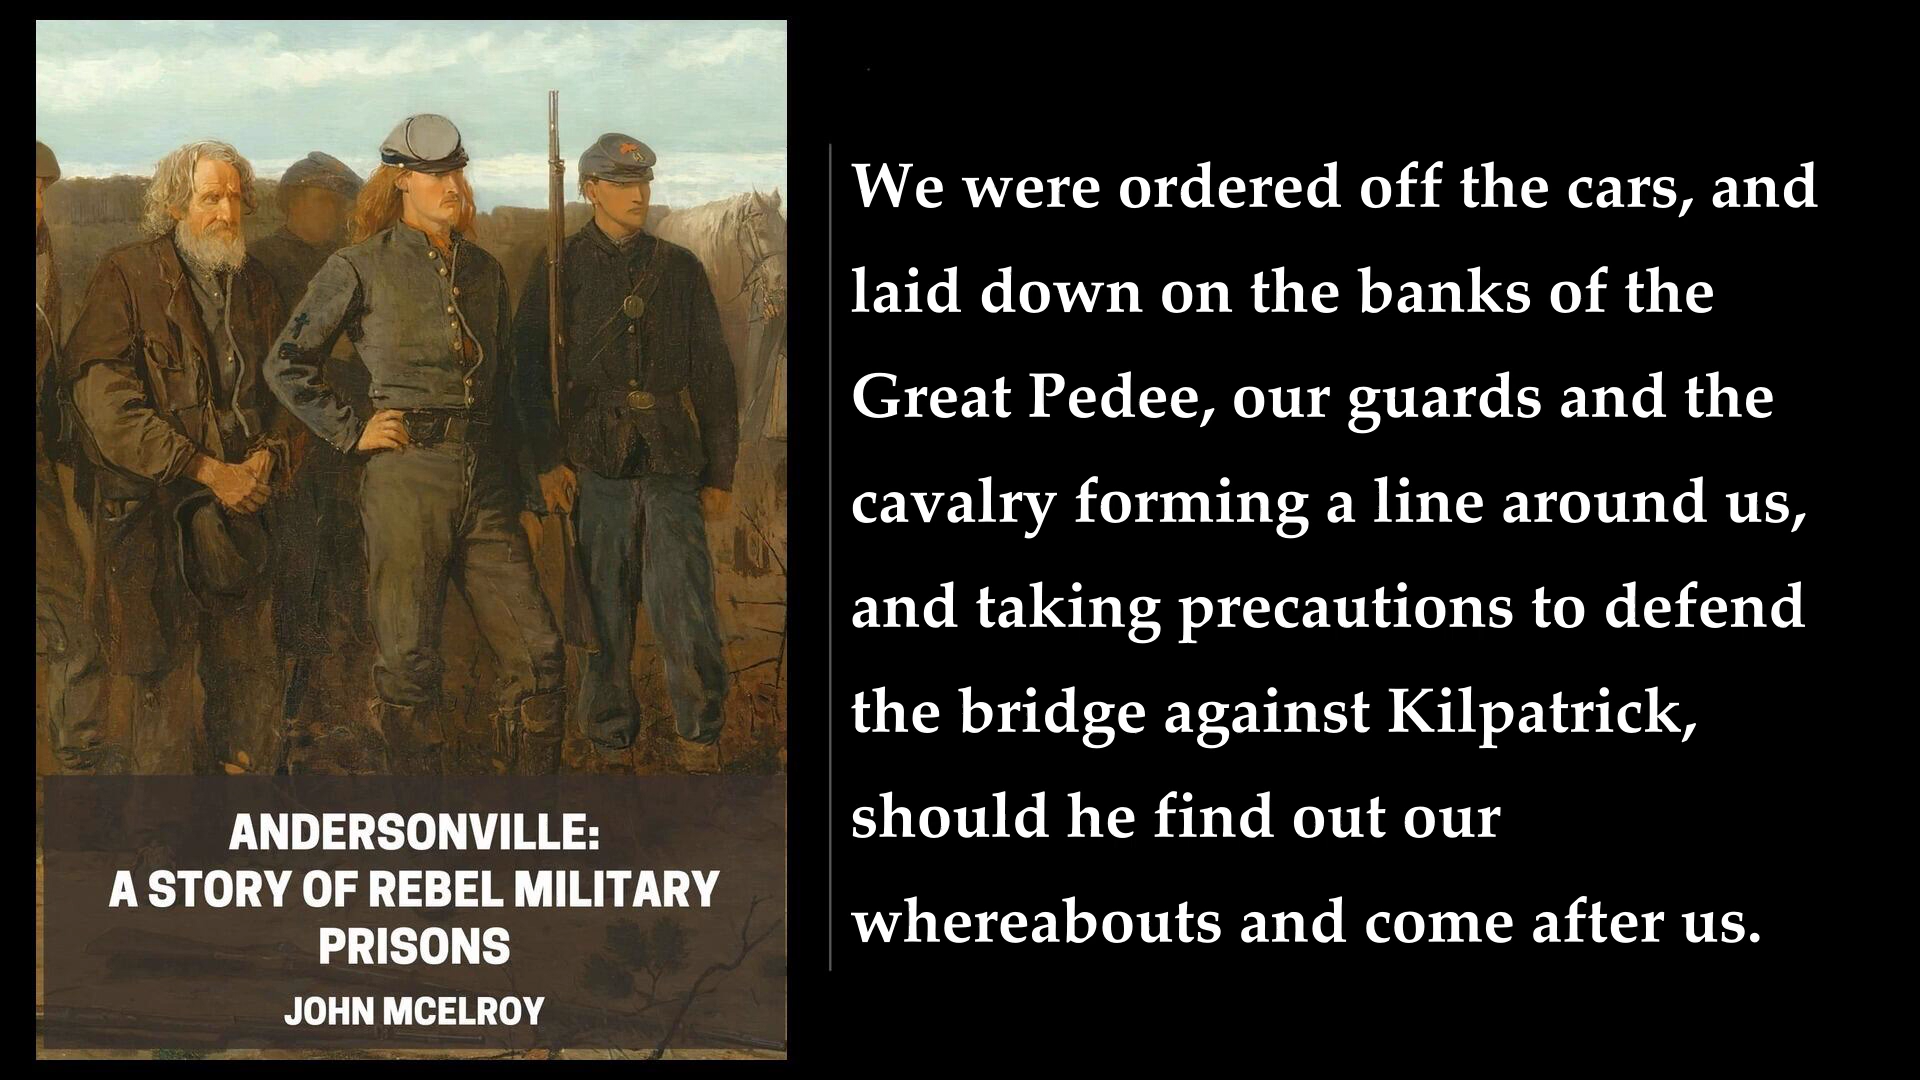 ANDERSONVILLE:
A STORY OF REBEL MILITARY
PRISONS
JOHN MCELROY
We were ordered off the cars, and
laid down on the banks of the
Great Pedee, our guards and the
cavalry forming a line around us,
and taking precautions to defend
the bridge against Kilpatrick,
should he find out our
whereabouts and come after us.